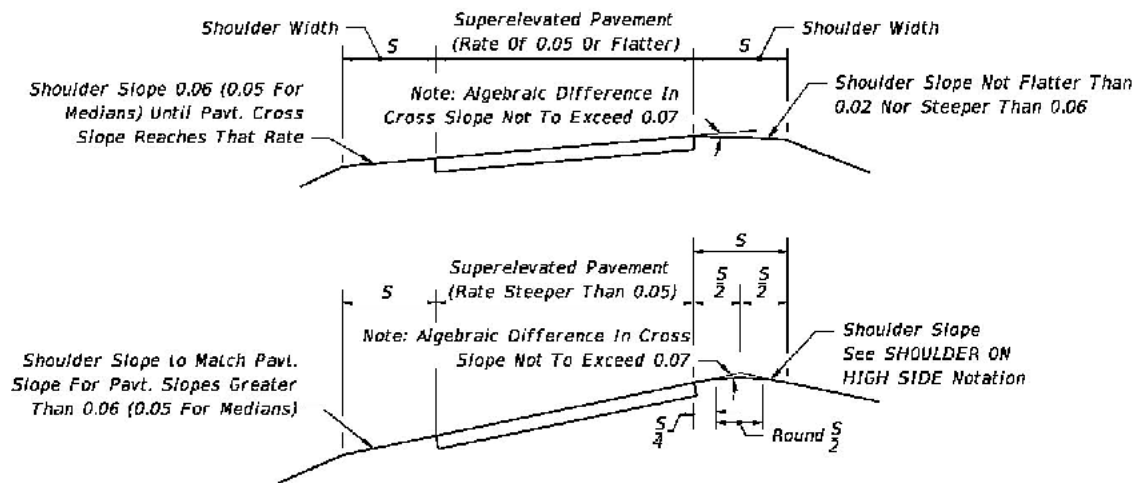 Shoulder Width
S
Superelevated Pavement
(Rate Of 0.05 Or Flatter)
S
Shoulder Width
Shoulder Slope 0.06 (0.05 For
Medians) Until Pavt. Cross
Slope Reaches That Rate
Note: Algebraic Difference In
Cross Slope Not To Exceed 0.07
Shoulder Slope Not Flatter Than
0.02 Nor Steeper Than 0.06
S
S
Superelevated Pavement
(Rate Steeper Than 0.05)
S/2
S/2
Note: Algebraic Difference In Cross
Slope Not To Exceed 0.07
Shoulder Slope to Match Pavt.
Slope For Pavt. Slopes Greater
Than 0.06 (0.05 For Medians)
Shoulder Slope
See SHOULDER ON
HIGH SIDE Notation
S/4
Round S/2